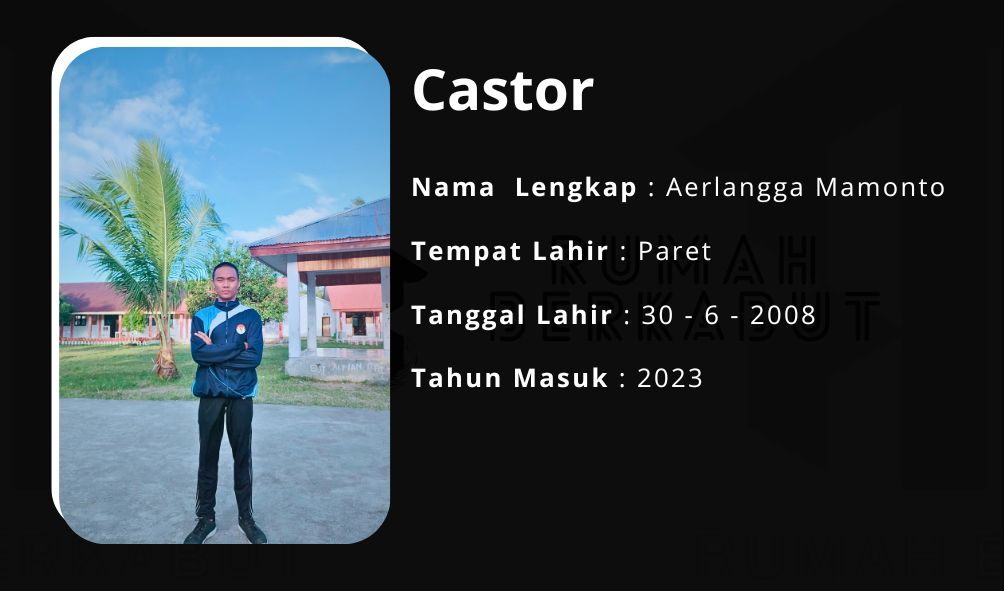 Castor
Nama Lengkap : Aerlangga Mamonto
Tempat Lahir : Paret
RUMAH
Tanggal Lahir : 30 - 6 - 2008
BERKABUT
Tahun Masuk : 2023